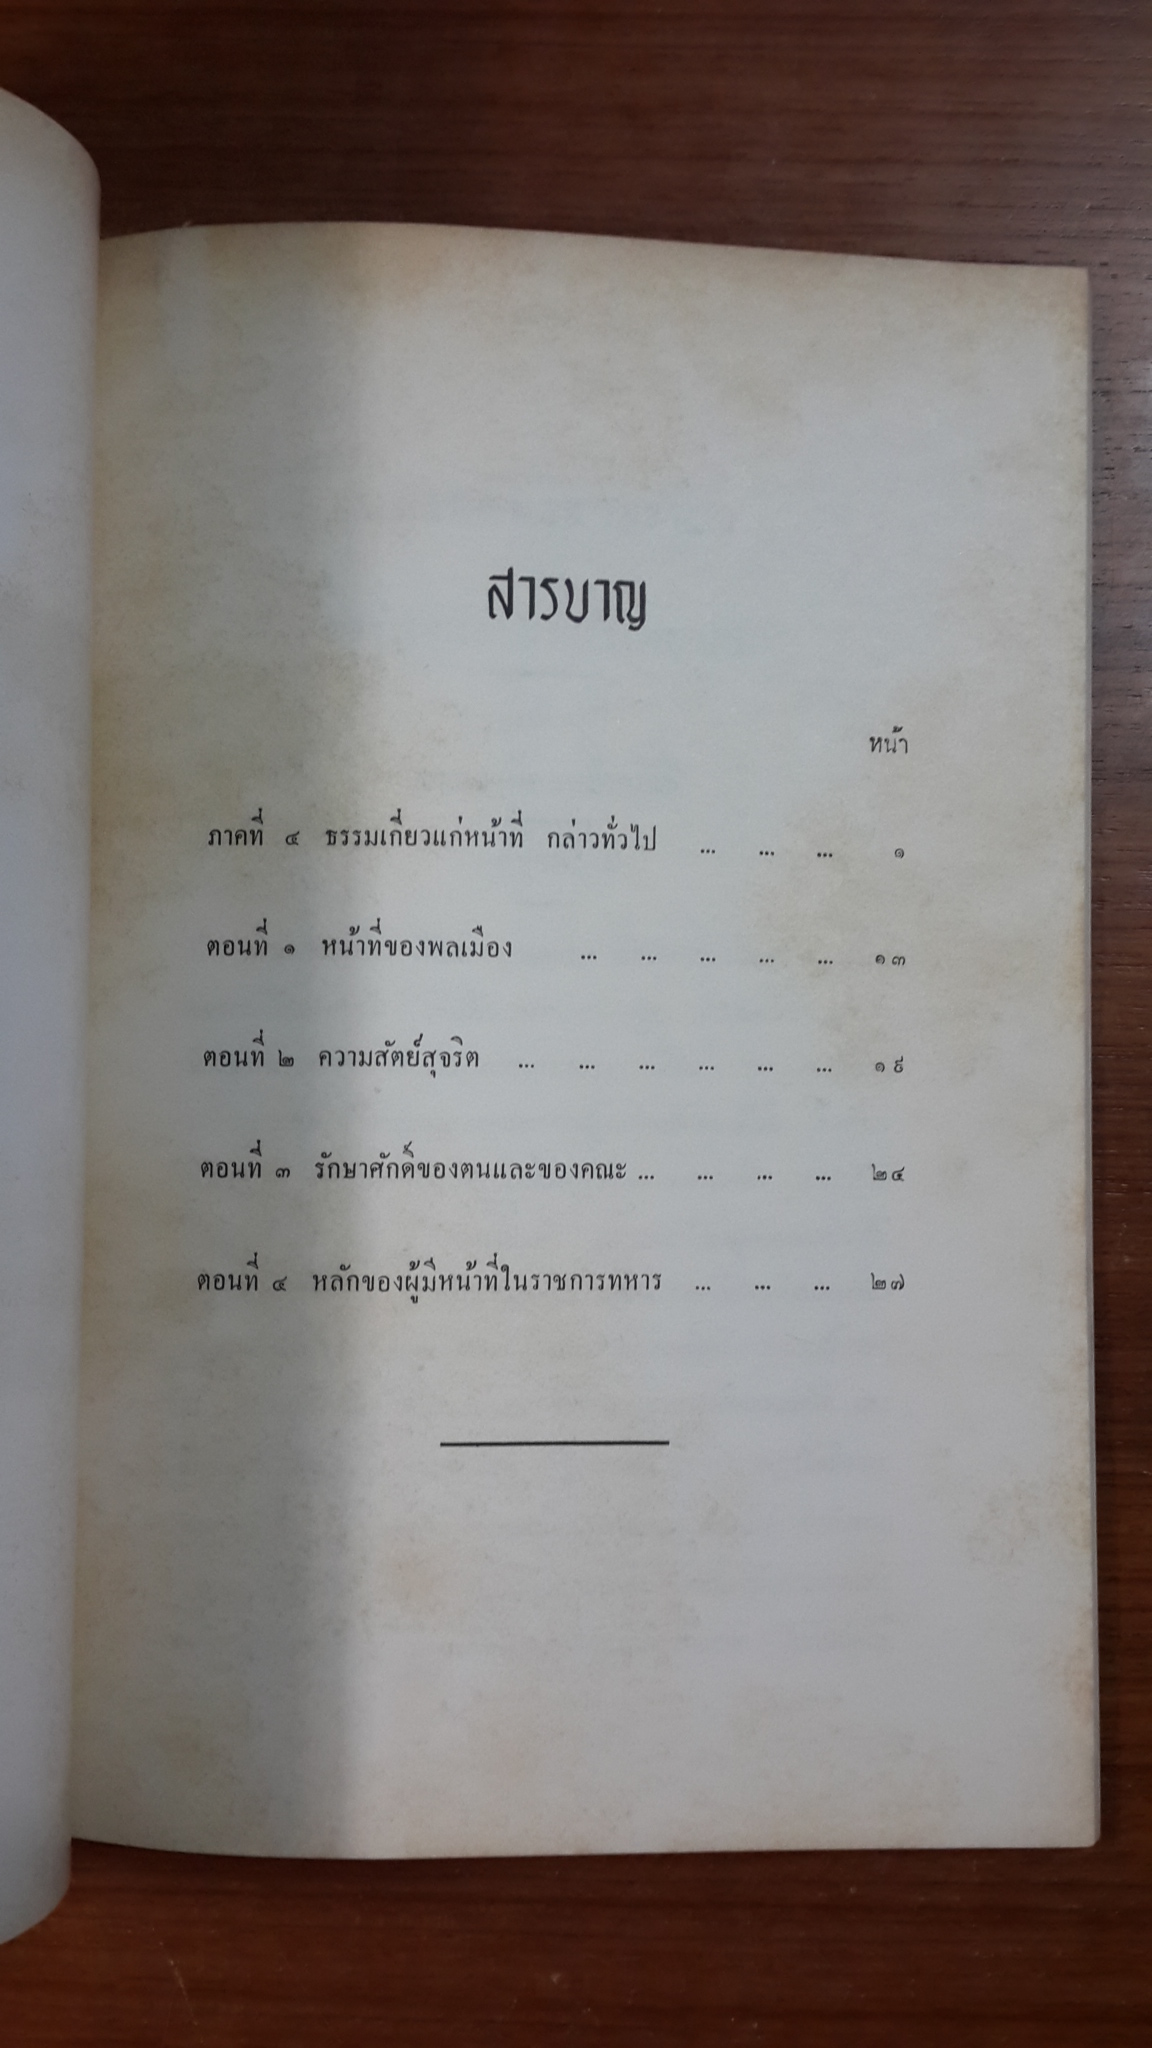 สารบาญ
หน้า
ภาคที่ ๔ ธรรมเกี่ยวแก่หน้าที่ กล่าวทั่วไป ... ... ... ๑
ตอนที่ ๑ หน้าที่ของพลเมือง ... ... ... ... ... ๑๓
ตอนที่ ๒ ความสัตย์สุจริต ... ... ... ... ... ... ๑๙
ตอนที่ ๓ รักษาศักดิ์ของตนและของคณะ ... ... ... ... ๒๔
ตอนที่ ๔ หลักของผู้มีหน้าที่ในราชการทหาร ... ... ... ๒๗